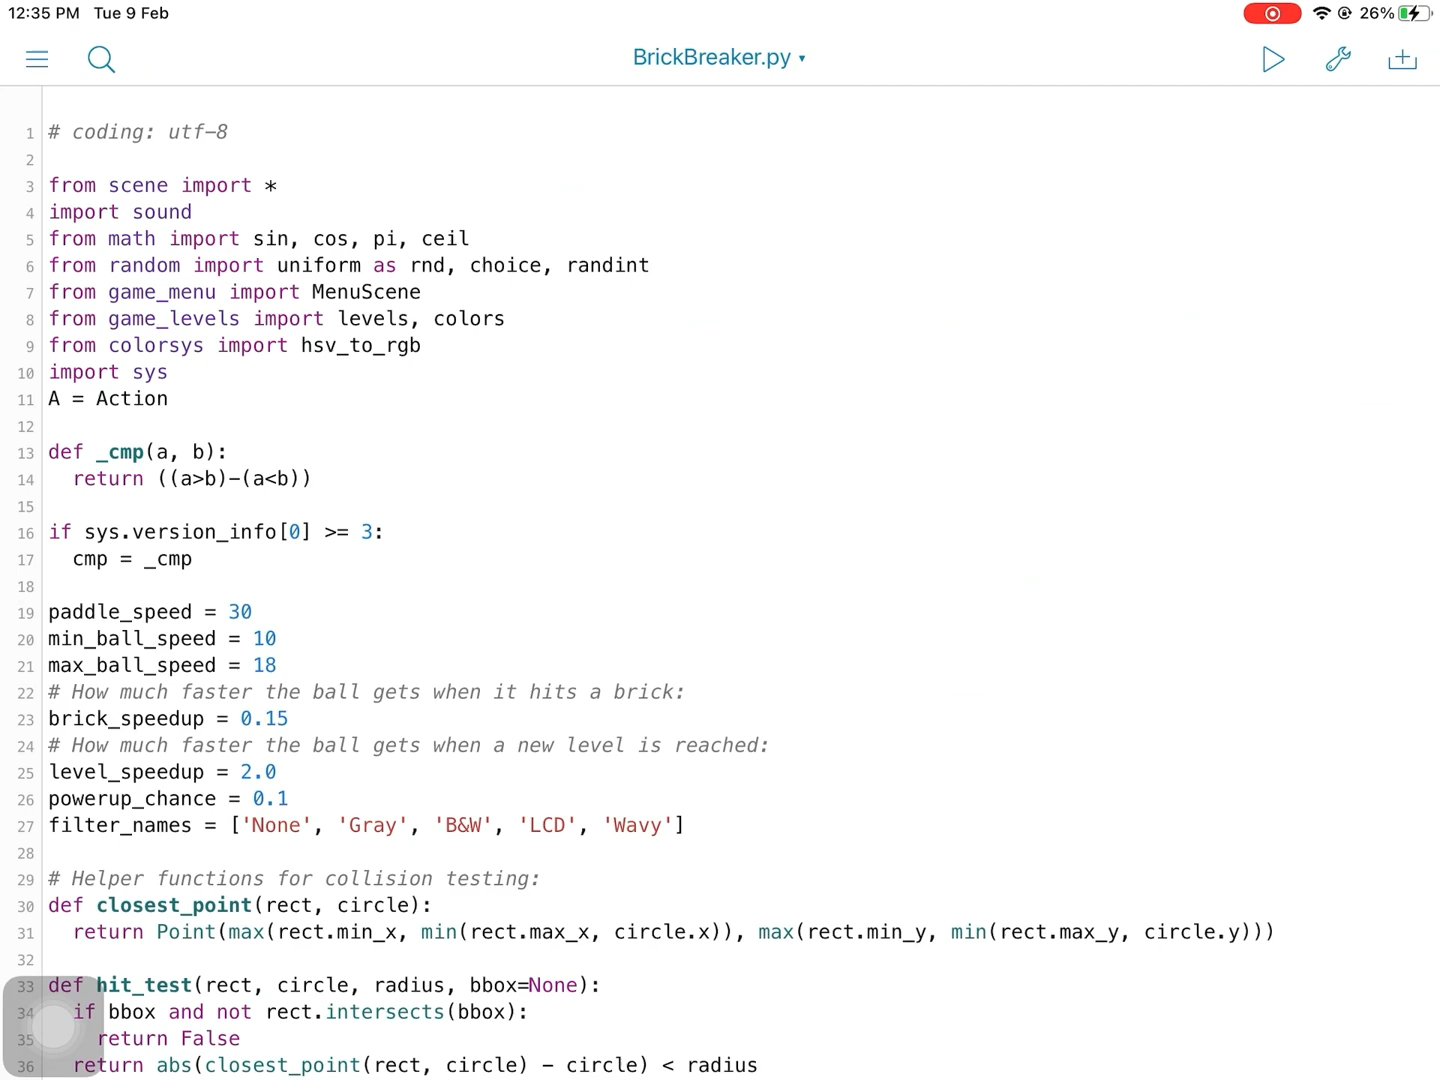 12:35 PM Tue 9 Feb 26%
BrickBreaker.py ▾
1 # coding: utf-8
2
3 from scene import *
4 import sound
5 from math import sin, cos, pi, ceil
6 from random import uniform as rnd, choice, randint
7 from game_menu import MenuScene
8 from game_levels import levels, colors
9 from colorsys import hsv_to_rgb
10 import sys
11 A = Action
12
13 def _cmp(a, b):
14   return ((a>b)-(a<b))
15
16 if sys.version_info[0] >= 3:
17   cmp = _cmp
18
19 paddle_speed = 30
20 min_ball_speed = 10
21 max_ball_speed = 18
22 # How much faster the ball gets when it hits a brick:
23 brick_speedup = 0.15
24 # How much faster the ball gets when a new level is reached:
25 level_speedup = 2.0
26 powerup_chance = 0.1
27 filter_names = ['None', 'Gray', 'B&W', 'LCD', 'Wavy']
28
29 # Helper functions for collision testing:
30 def closest_point(rect, circle):
31   return Point(max(rect.min_x, min(rect.max_x, circle.x)), max(rect.min_y, min(rect.max_y, circle.y)))
32
33 def hit_test(rect, circle, radius, bbox=None):
34   if bbox and not rect.intersects(bbox):
35     return False
36   return abs(closest_point(rect, circle) - circle) < radius